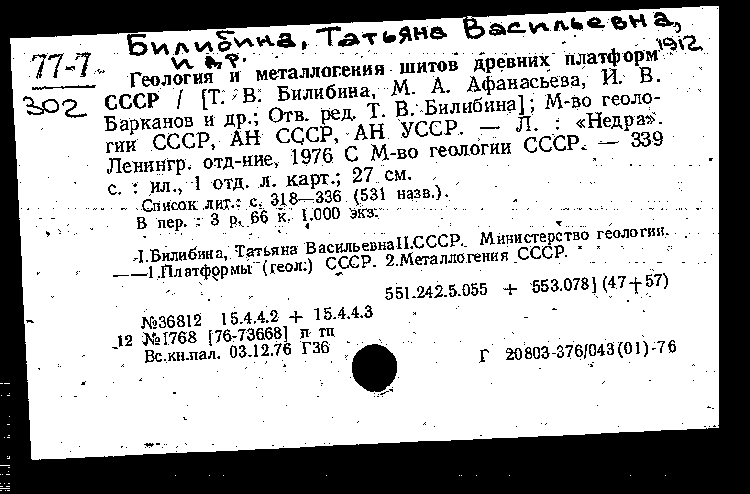 Билибина, Татьяна Васильевна,
и др. 1912
77-7
302
Геология и металлогения щитов древних платформ
СССР / [Т. В. Билибина, М. А. Афанасьева, И. В.
Барканов и др.; Отв. ред. Т. В. Билибина]; М-во геоло-
гии СССР, АН СССР, АН УССР. — Л. : «Недра».
Ленингр. отд-ние, 1976 С М-во геологии СССР. — 339
с. : ил., 1 отд. л. карт.; 27 см.
Список лит.: с. 318—336 (531 назв.).
В пер. : 3 р. 66 к. 1.000 экз.
I.Билибина, Татьяна ВасильевнаII.СССР. Министерство геологии.
——1.Платформы (геол.) СССР. 2.Металлогения СССР.
551.242.5.055 + 553.078](47+57)
№36812 15.4.4.2 + 15.4.4.3
12 №1768 [76-73668] п тп
Вс.кн.пал. 03.12.76 Г36
Г 20803-376/043(01)-76